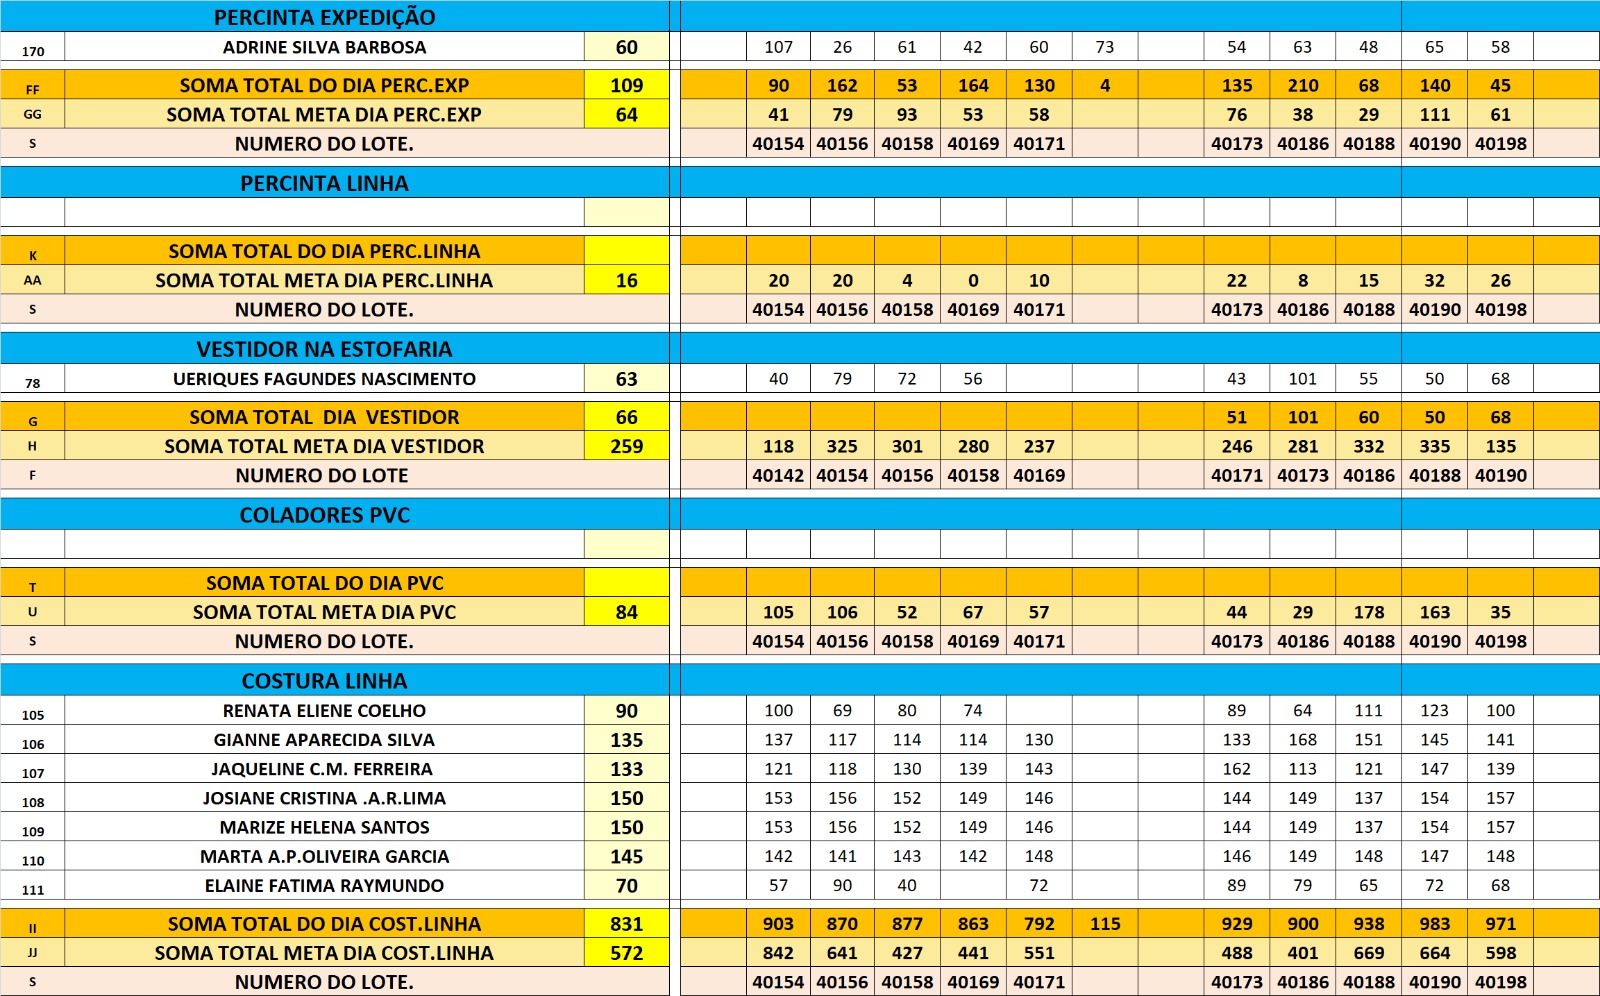 PERCINTA EXPEDIÇÃO
170 ADRINE SILVA BARBOSA 60 107 26 61 42 60 73 54 63 48 65 58
FF SOMA TOTAL DO DIA PERC.EXP 109 90 162 53 164 130 4 135 210 68 140 45
GG SOMA TOTAL META DIA PERC.EXP 64 41 79 93 53 58 76 38 29 111 61
S NUMERO DO LOTE. 40154 40156 40158 40169 40171 40173 40186 40188 40190 40198
PERCINTA LINHA
K SOMA TOTAL DO DIA PERC.LINHA
AA SOMA TOTAL META DIA PERC.LINHA 16 20 20 4 0 10 22 8 15 32 26
S NUMERO DO LOTE. 40154 40156 40158 40169 40171 40173 40186 40188 40190 40198
VESTIDOR NA ESTOFARIA
78 UERIQUES FAGUNDES NASCIMENTO 63 40 79 72 56 43 101 55 50 68
G SOMA TOTAL DIA VESTIDOR 66 51 101 60 50 68
H SOMA TOTAL META DIA VESTIDOR 259 118 325 301 280 237 246 281 332 335 135
F NUMERO DO LOTE 40142 40154 40156 40158 40169 40171 40173 40186 40188 40190
COLADORES PVC
T SOMA TOTAL DO DIA PVC
U SOMA TOTAL META DIA PVC 84 105 106 52 67 57 44 29 178 163 35
S NUMERO DO LOTE. 40154 40156 40158 40169 40171 40173 40186 40188 40190 40198
COSTURA LINHA
105 RENATA ELIENE COELHO 90 100 69 80 74 89 64 111 123 100
106 GIANNE APARECIDA SILVA 135 137 117 114 114 130 133 168 151 145 141
107 JAQUELINE C.M. FERREIRA 133 121 118 130 139 143 162 113 121 147 139
108 JOSIANE CRISTINA .A.R.LIMA 150 153 156 152 149 146 144 149 137 154 157
109 MARIZE HELENA SANTOS 150 153 156 152 149 146 144 149 137 154 157
110 MARTA A.P.OLIVEIRA GARCIA 145 142 141 143 142 148 146 149 148 147 148
111 ELAINE FATIMA RAYMUNDO 70 57 90 40 72 89 79 65 72 68
II SOMA TOTAL DO DIA COST.LINHA 831 903 870 877 863 792 115 929 900 938 983 971
JJ SOMA TOTAL META DIA COST.LINHA 572 842 641 427 441 551 488 401 669 664 598
S NUMERO DO LOTE. 40154 40156 40158 40169 40171 40173 40186 40188 40190 40198